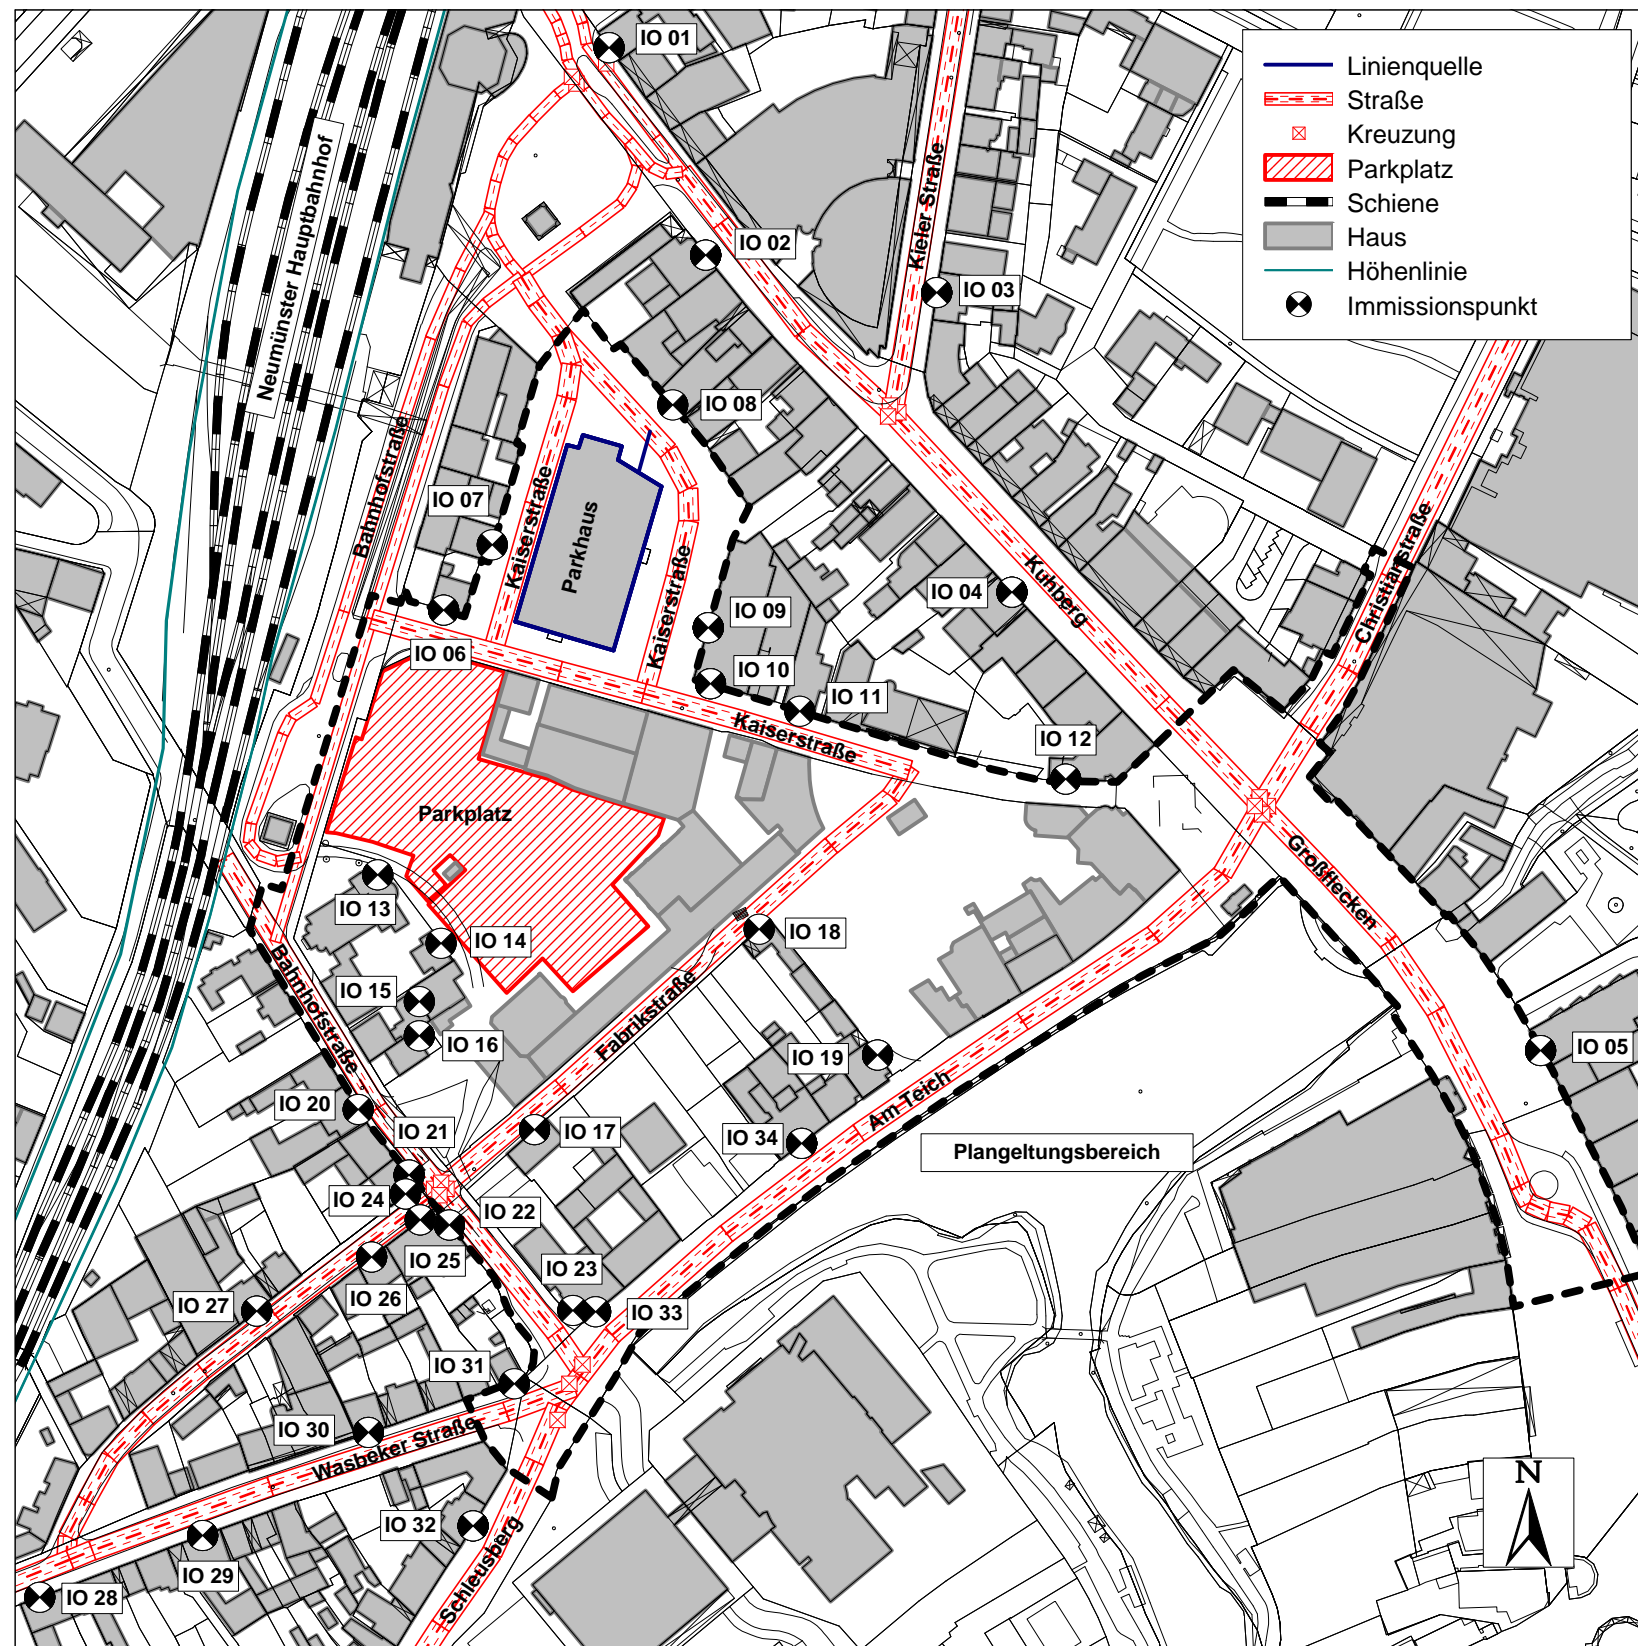 IO 01
Linienquelle
Straße
Kreuzung
Parkplatz
Schiene
Haus
Höhenlinie
Immissionspunkt
Neumünster Hauptbahnhof
Kieler Straße
IO 02
IO 03
IO 08
Bahnhofstraße
IO 07
Kaiserstraße
Parkhaus
Kaiserstraße
IO 09
IO 04
Kuhberg
Christianstraße
IO 06
IO 10
IO 11
Kaiserstraße
IO 12
Parkplatz
Großflecken
IO 13
IO 14
IO 18
Bahnhofstraße
IO 15
IO 16
Fabrikstraße
IO 19
IO 05
IO 20
IO 21
IO 17
IO 34
Am Teich
Plangeltungsbereich
IO 24
IO 22
IO 25
IO 23
IO 26
IO 27
IO 33
IO 31
IO 30
Wasbeker Straße
IO 32
Schleusberg
IO 29
IO 28
N